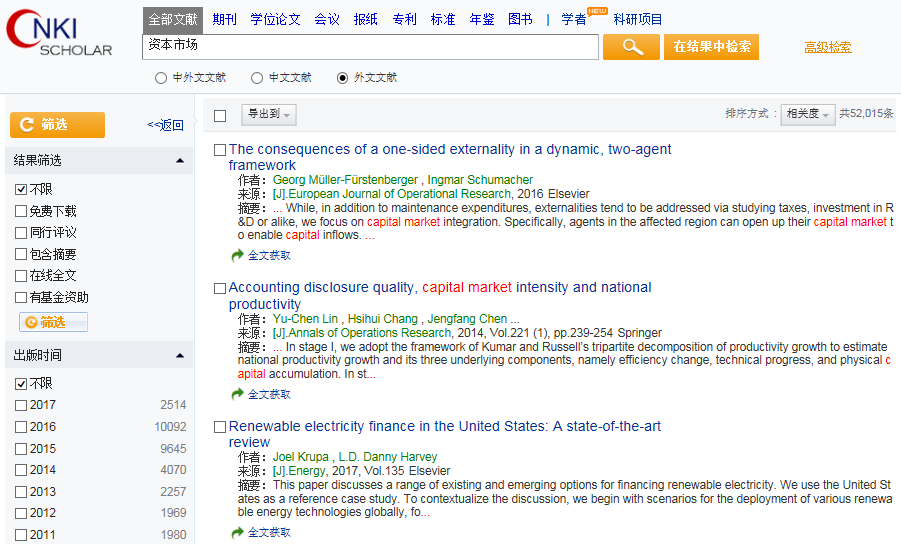 CNKI
SCHOLAR
全部文献 期刊 学位论文 会议 报纸 专利 标准 年鉴 图书 | 学者 NEW 科研项目
资本市场
在结果中检索 高级检索
中外文文献 中文文献 外文文献
筛选 <<返回
导出到
排序方式 : 相关度 共52,015条
结果筛选
不限
免费下载
同行评议
包含摘要
在线全文
有基金资助
筛选
出版时间
不限
2017 2514
2016 10092
2015 9645
2014 4070
2013 2257
2012 1969
2011 1980
The consequences of a one-sided externality in a dynamic, two-agent
framework
作者: Georg Müller-Fürstenberger , Ingmar Schumacher
来源: [J].European Journal of Operational Research, 2016 Elsevier
摘要: ... While, in addition to maintenance expenditures, externalities tend to be addressed via studying taxes, investment in R
&D or alike, we focus on capital market integration. Specifically, agents in the affected region can open up their capital market t
o enable capital inflows. ...
全文获取
Accounting disclosure quality, capital market intensity and national
productivity
作者: Yu-Chen Lin , Hsihui Chang , Jengfang Chen ...
来源: [J].Annals of Operations Research, 2014, Vol.221 (1), pp.239-254 Springer
摘要: ... In stage I, we adopt the framework of Kumar and Russell's tripartite decomposition of productivity growth to estimate
national productivity growth and its three underlying components, namely efficiency change, technical progress, and physical c
apital accumulation. In st...
全文获取
Renewable electricity finance in the United States: A state-of-the-art
review
作者: Joel Krupa , L.D. Danny Harvey
来源: [J].Energy, 2017, Vol.135 Elsevier
摘要: This paper discusses a range of existing and emerging options for financing renewable electricity. We use the United St
ates as a reference case study. To contextualize the discussion, we begin with scenarios for the deployment of various renewa
ble energy technologies globally, fo...
全文获取